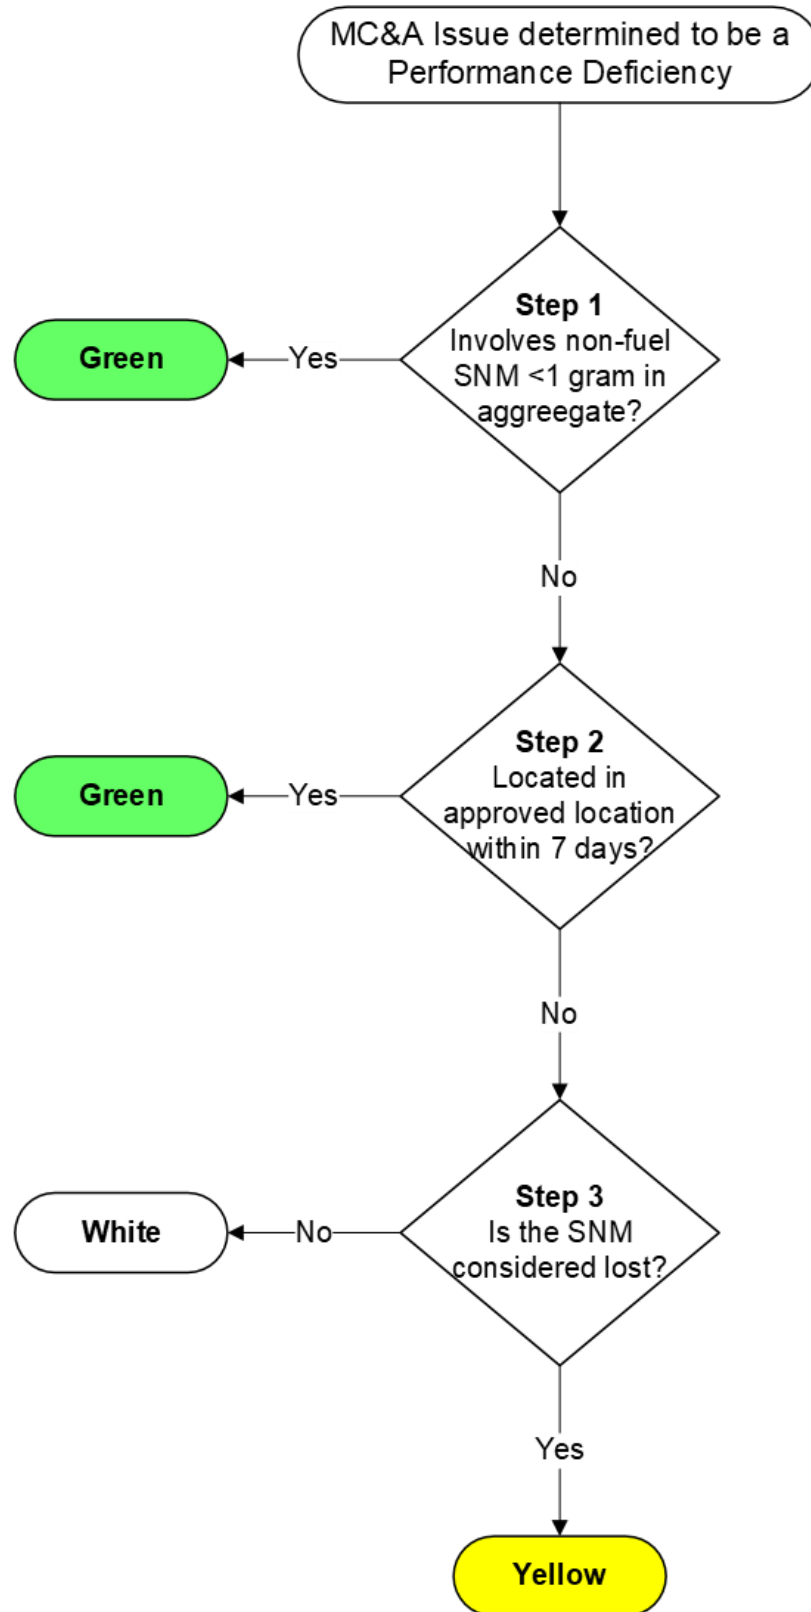 MC&A Issue determined to be a
Performance Deficiency
Step 1
Involves non-fuel
SNM <1 gram in
aggreegate?
Yes
Green
No
Step 2
Located in
approved location
within 7 days?
Yes
Green
No
Step 3
Is the SNM
considered lost?
No
White
Yes
Yellow